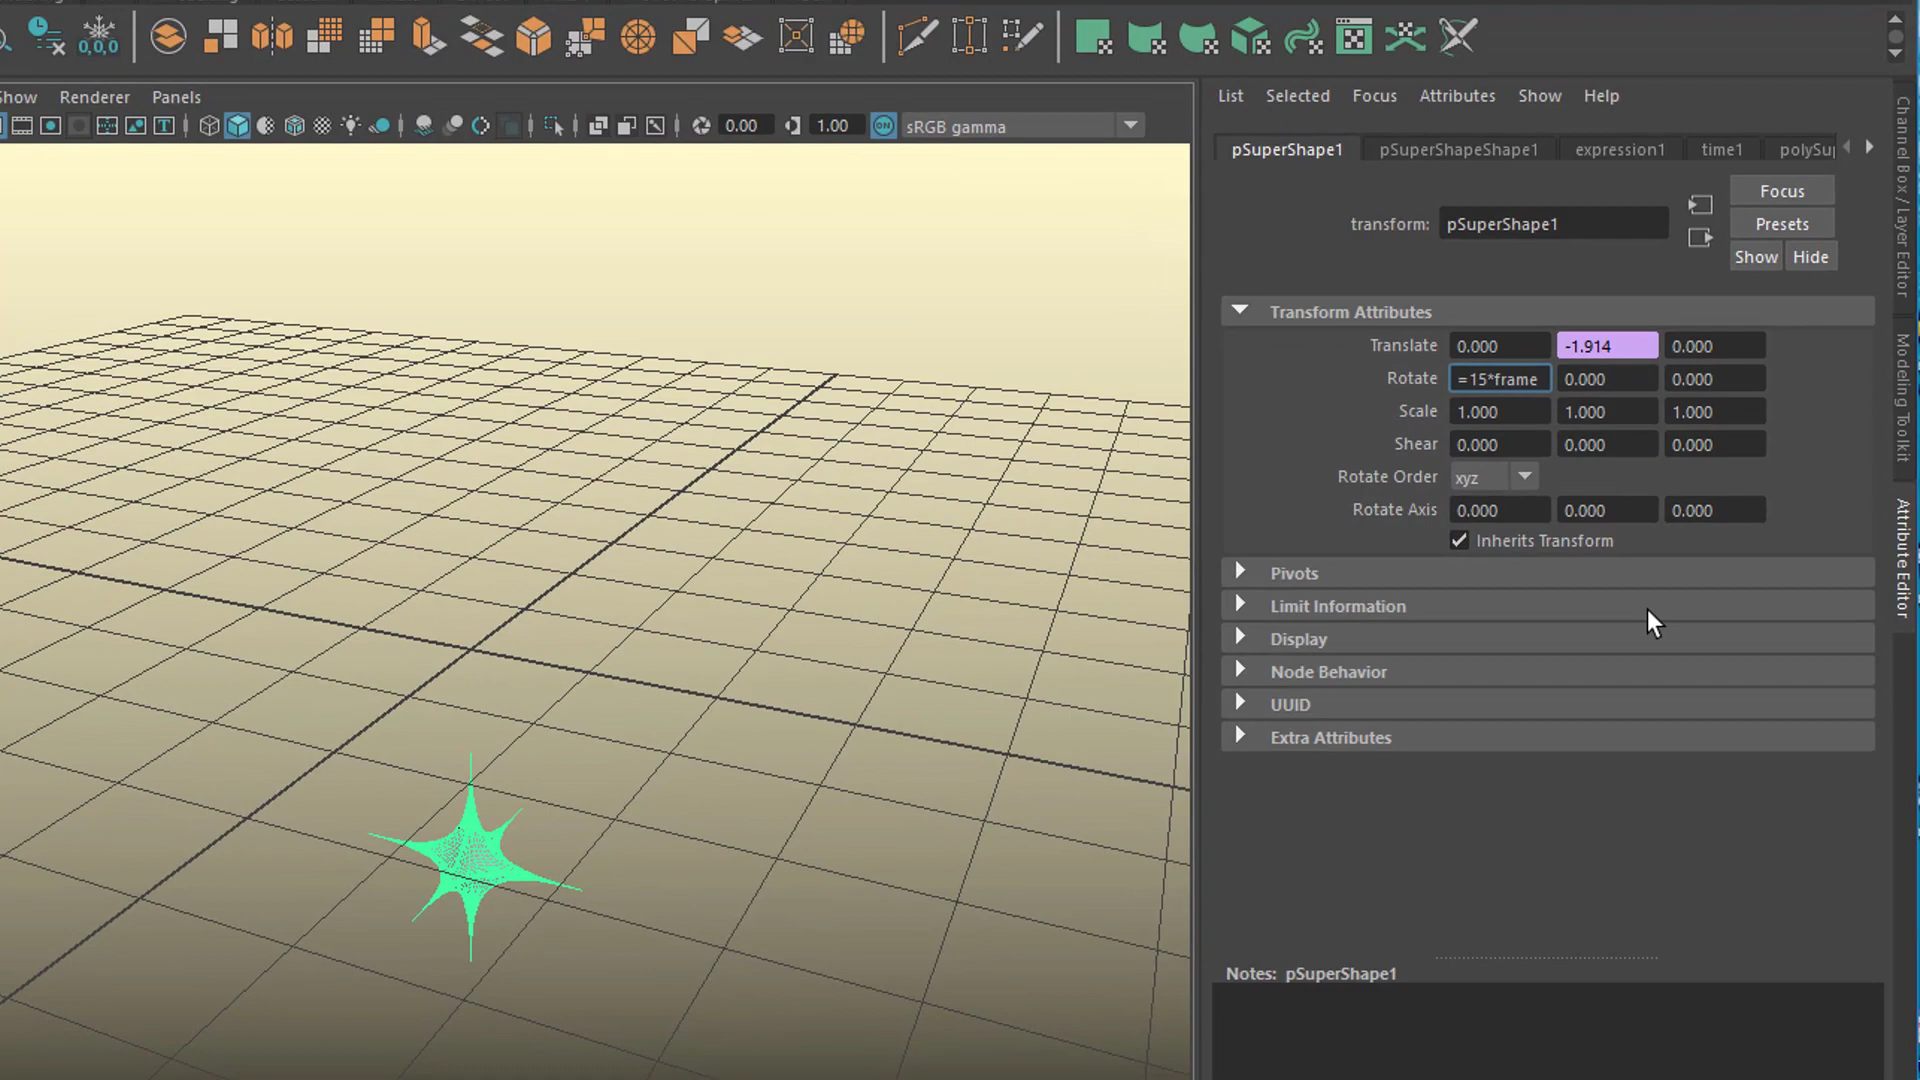 0,0,0
Show Renderer Panels
0.00 1.00 ON sRGB gamma
List Selected Focus Attributes Show Help
pSuperShape1 pSuperShapeShape1 expression1 time1 polySu
Focus
transform: pSuperShape1 Presets
Show Hide
Transform Attributes
Translate 0.000 -1.914 0.000
Rotate =15*frame 0.000 0.000
Scale 1.000 1.000 1.000
Shear 0.000 0.000 0.000
Rotate Order xyz
Rotate Axis 0.000 0.000 0.000
Inherits Transform
Pivots
Limit Information
Display
Node Behavior
UUID
Extra Attributes
Notes: pSuperShape1
Channel Box / Layer Editor
Modeling Toolkit
Attribute Editor